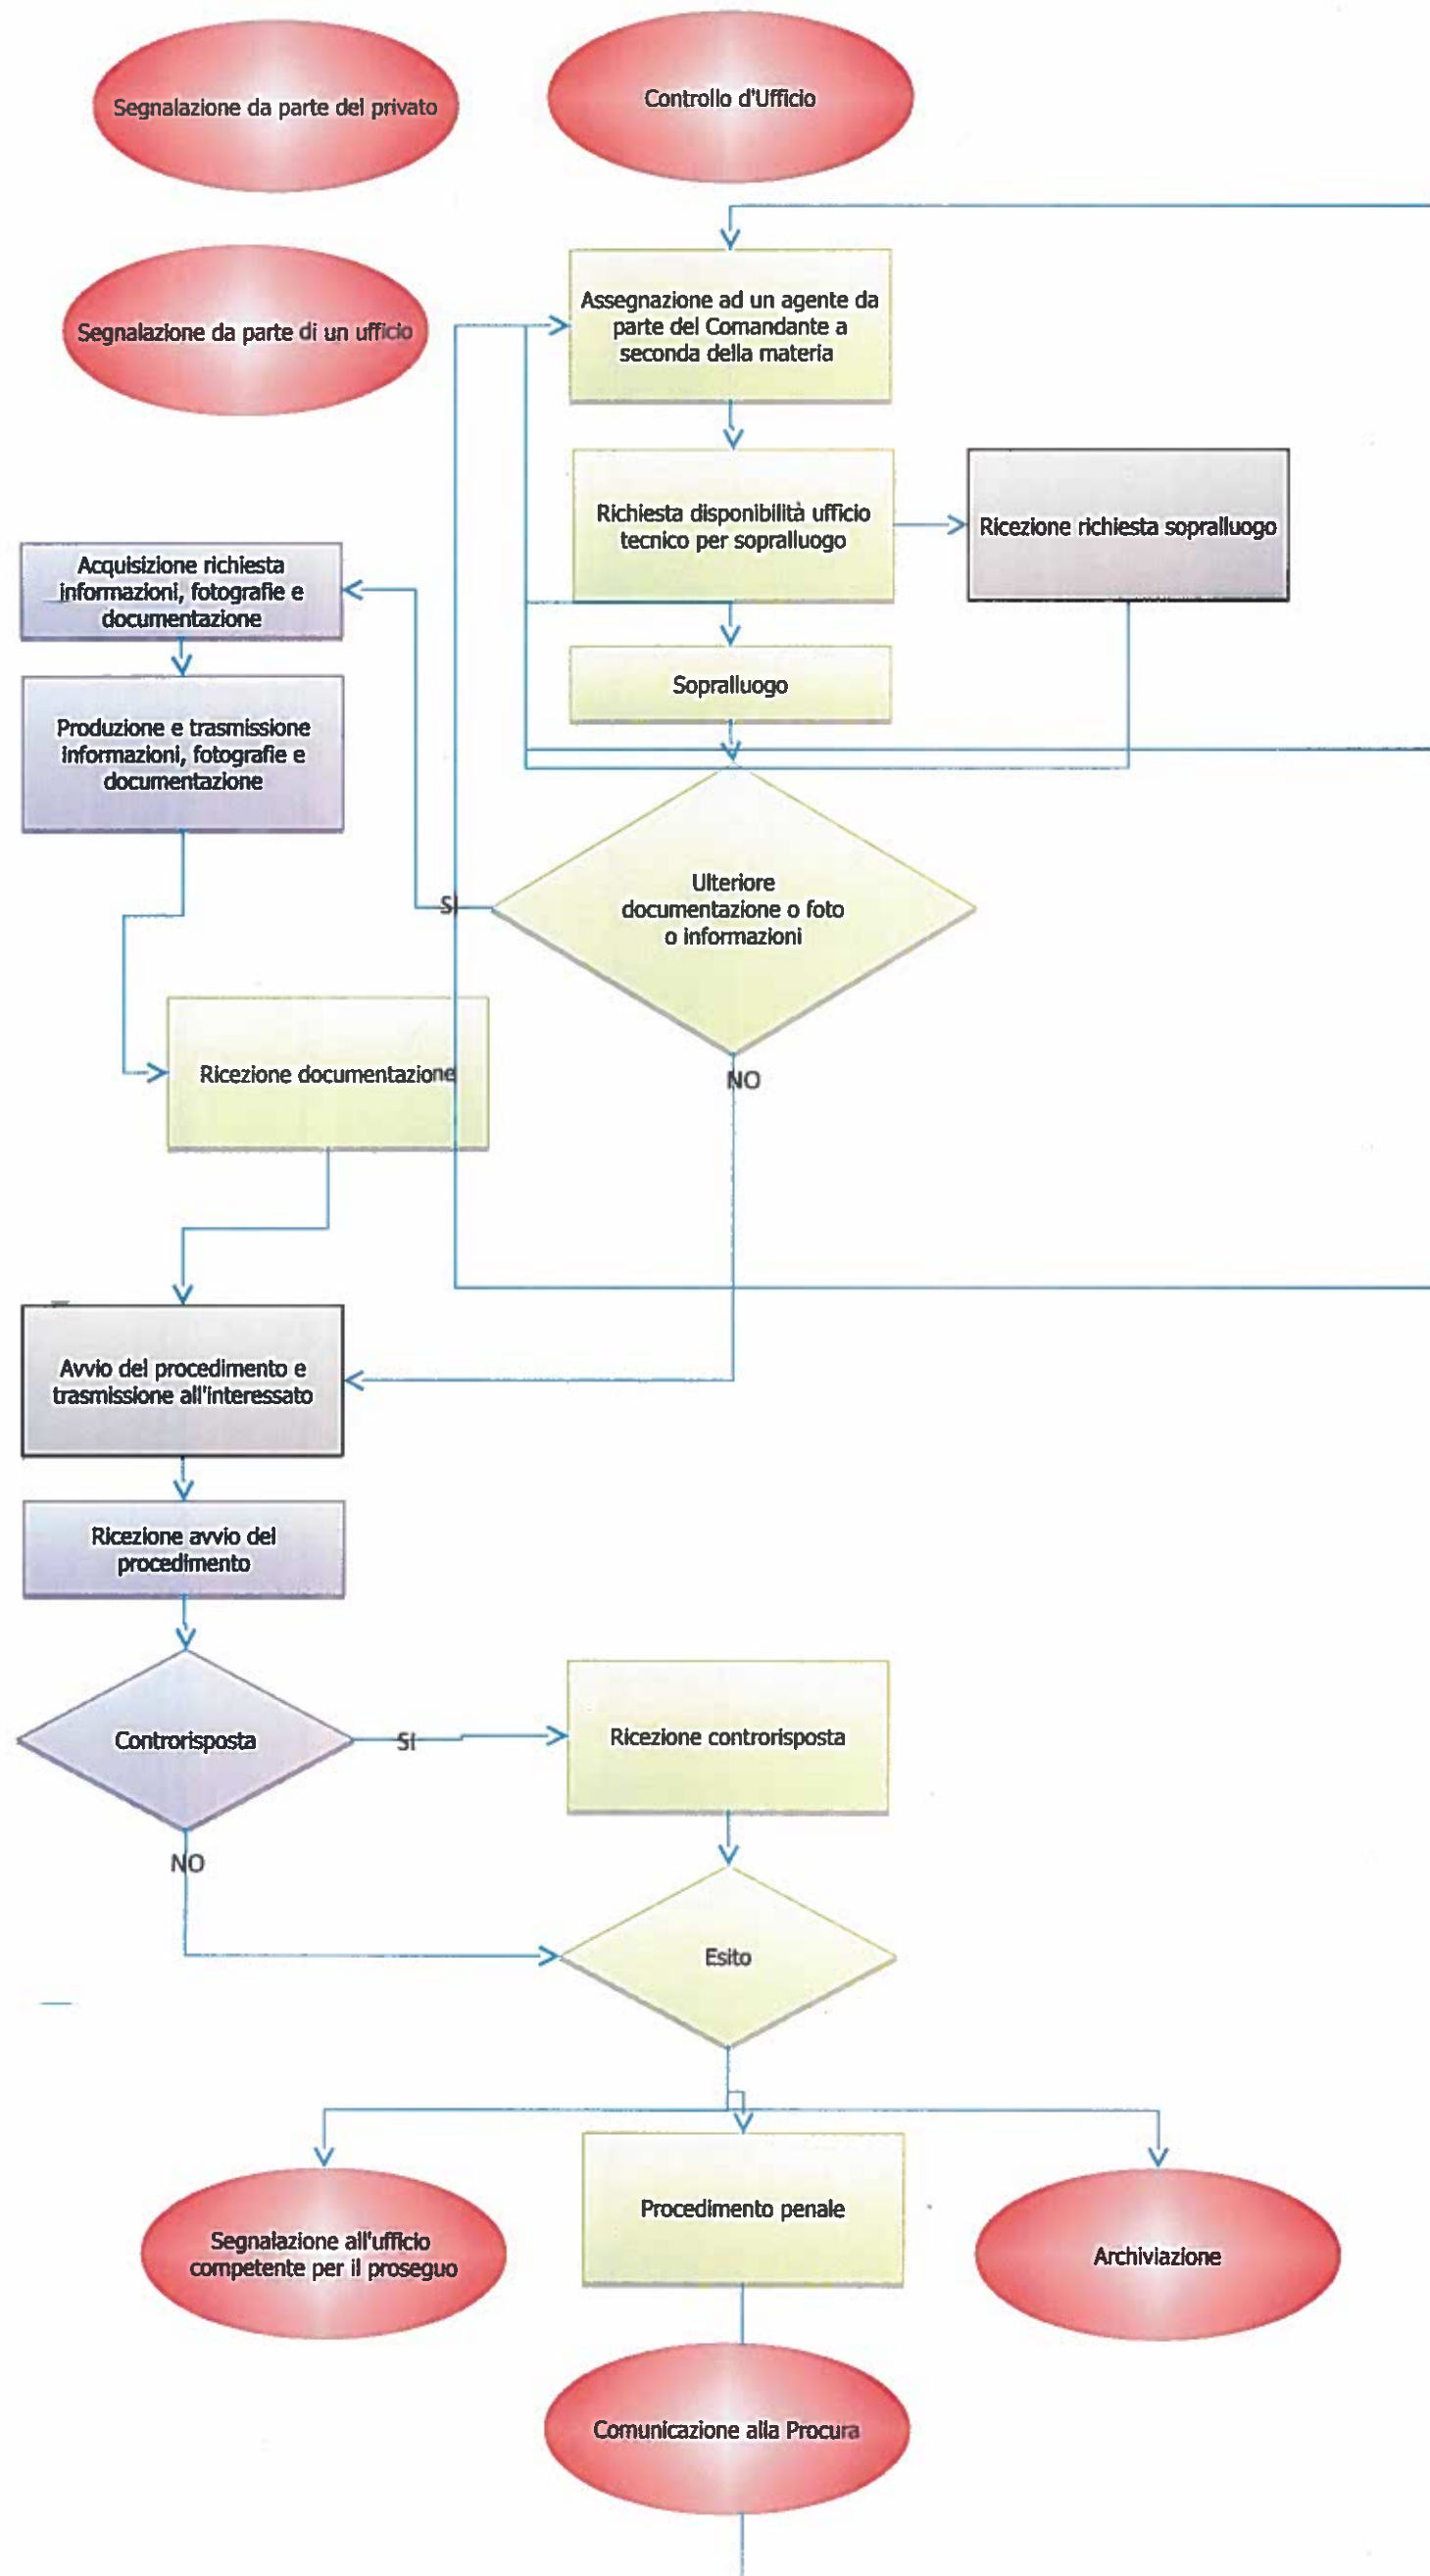 Segnalazione da parte del privato
Controllo d'Ufficio
Segnalazione da parte di un ufficio
Assegnazione ad un agente da
parte del Comandante a
seconda della materia
Richiesta disponibilità ufficio
tecnico per sopralluogo
Ricezione richiesta sopralluogo
Acquisizione richiesta
informazioni, fotografie e
documentazione
Sopralluogo
Produzione e trasmissione
informazioni, fotografie e
documentazione
Ulteriore
documentazione o foto
o informazioni
SI
Ricezione documentazione
NO
Avvio del procedimento e
trasmissione all'interessato
Ricezione avvio del
procedimento
Controrisposta
SI
Ricezione controrisposta
NO
Esito
Segnalazione all'ufficio
competente per il proseguo
Procedimento penale
Archiviazione
Comunicazione alla Procura